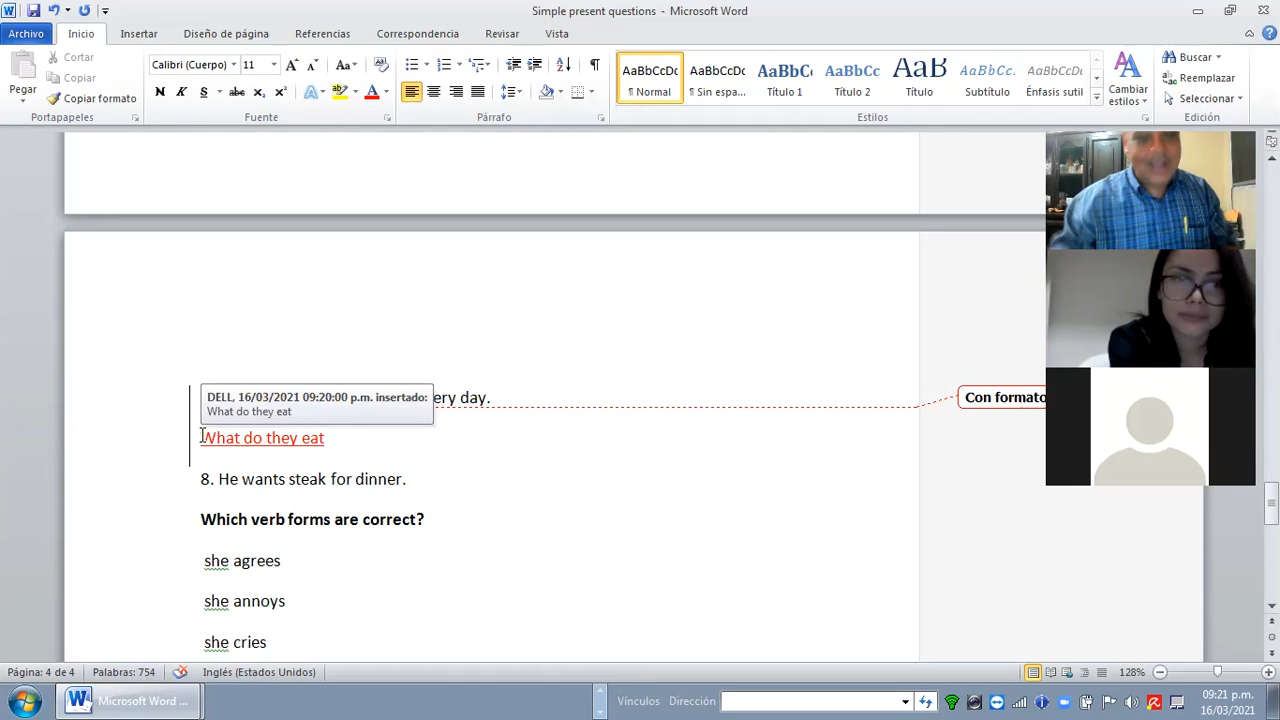 Simple present questions - Microsoft Word
Archivo Inicio Insertar Diseño de página Referencias Correspondencia Revisar Vista
Pegar
Cortar
Copiar
Copiar formato
Portapapeles
Calibri (Cuerpo) 11
N K S abc x₂ x²
Fuente
Párrafo
AaBbCcDc AaBbCcDc AaBbC AaBbCc AaB AaBbCc. AaBbCcDc
¶ Normal ¶ Sin espa... Título 1 Título 2 Título Subtítulo Énfasis sutil
Cambiar estilos
Estilos
Buscar
Reemplazar
Seleccionar
Edición
DELL, 16/03/2021 09:20:00 p.m. insertado:
What do they eat
ery day.
Con formato
What do they eat
8. He wants steak for dinner.
Which verb forms are correct?
she agrees
she annoys
she cries
Página: 4 de 4 Palabras: 754 Inglés (Estados Unidos) 128%
Microsoft Word ... Vínculos Dirección 09:21 p.m.
16/03/2021